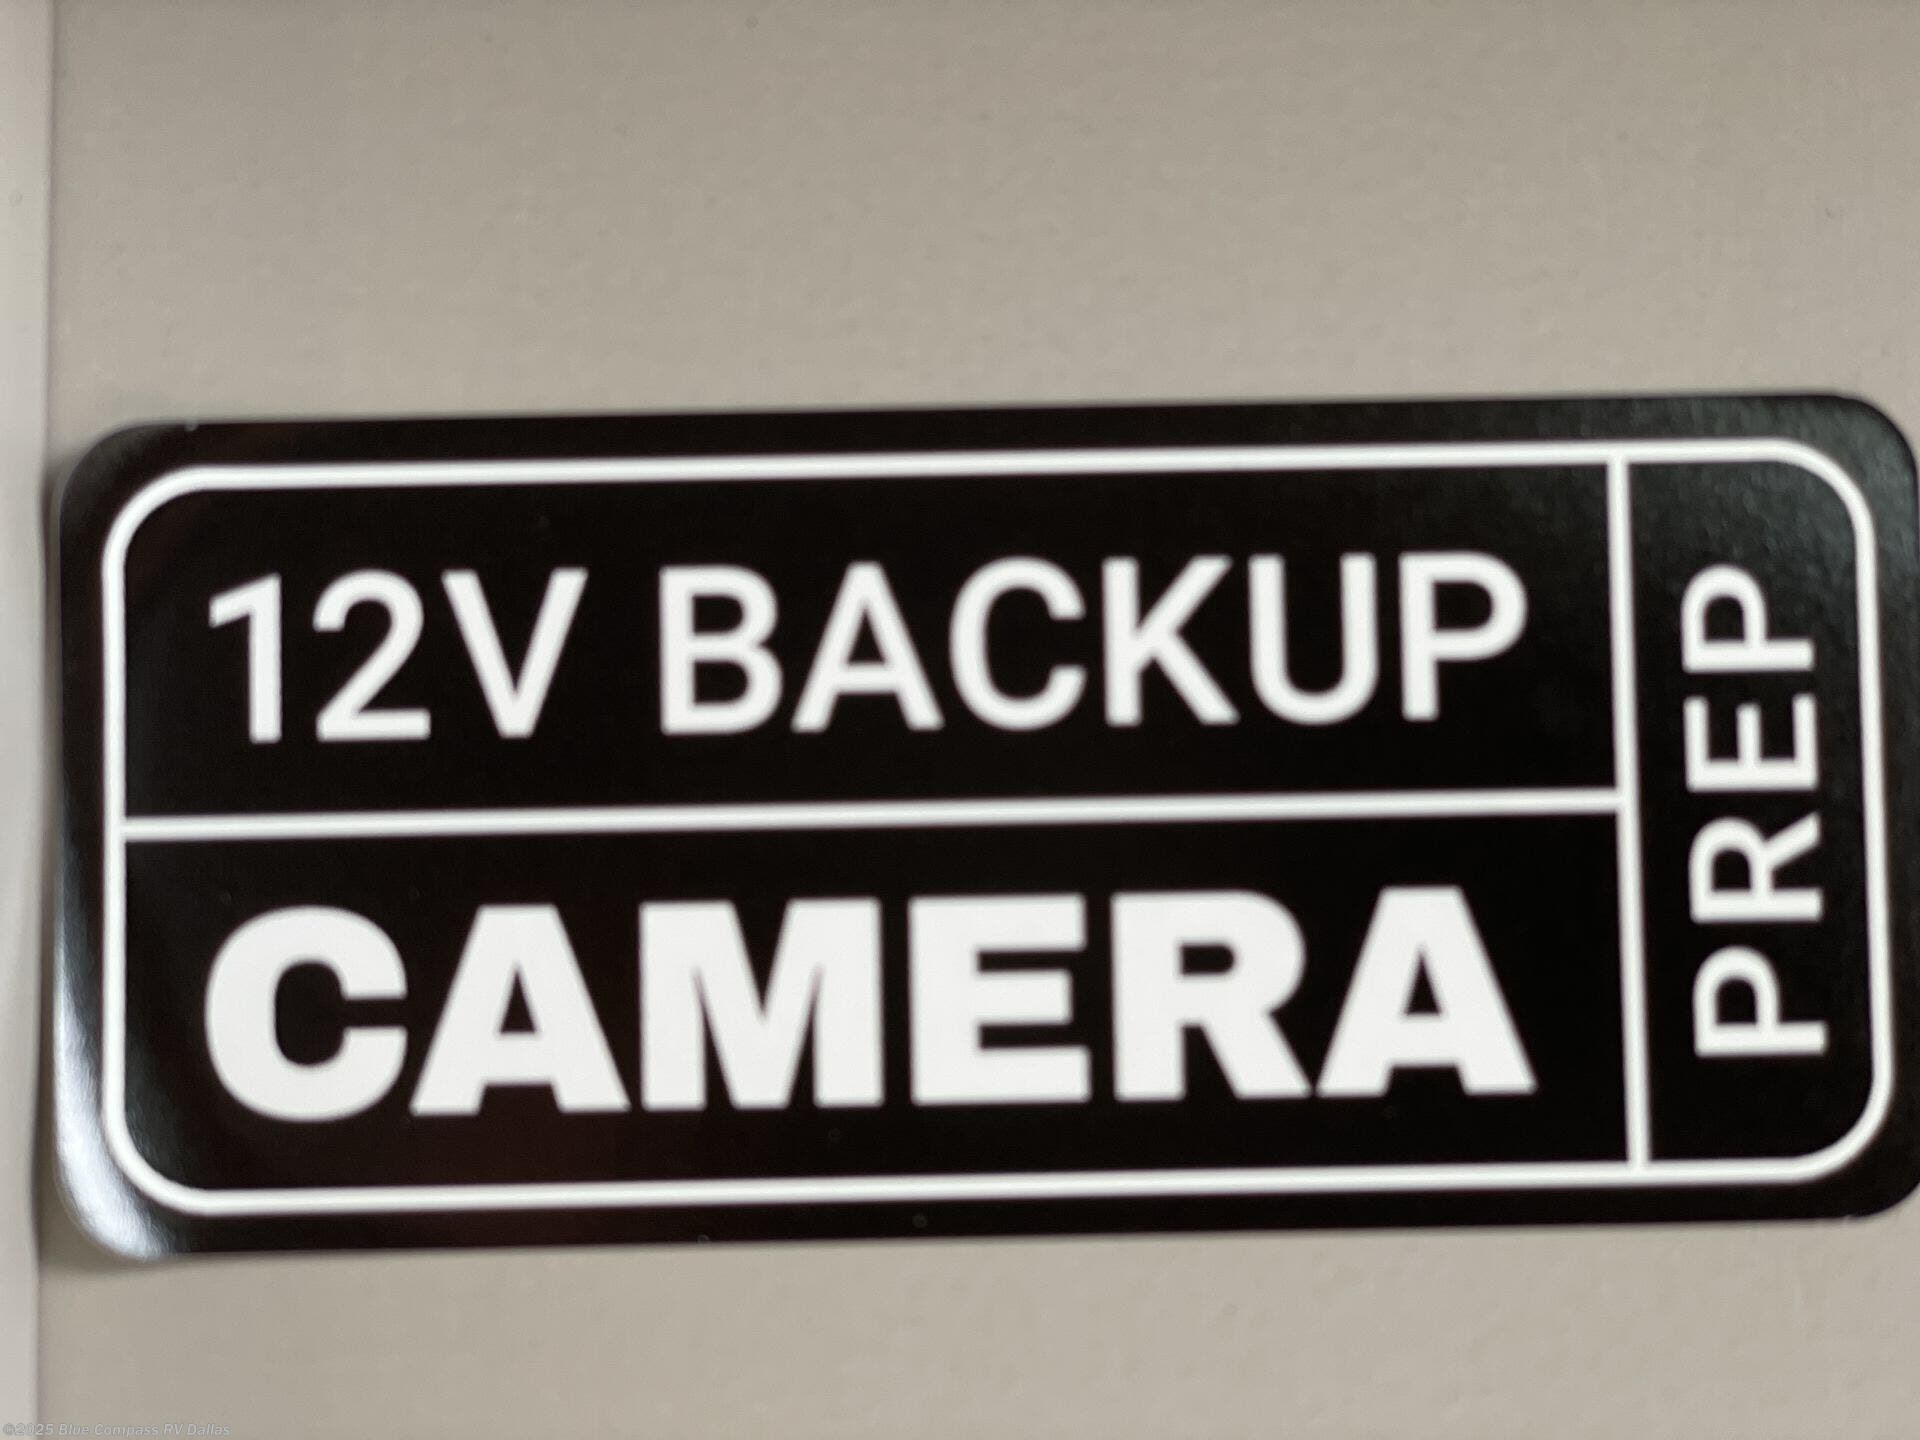 12V BACKUP
CAMERA
PREP
©2025 Blue Compass RV Dallas